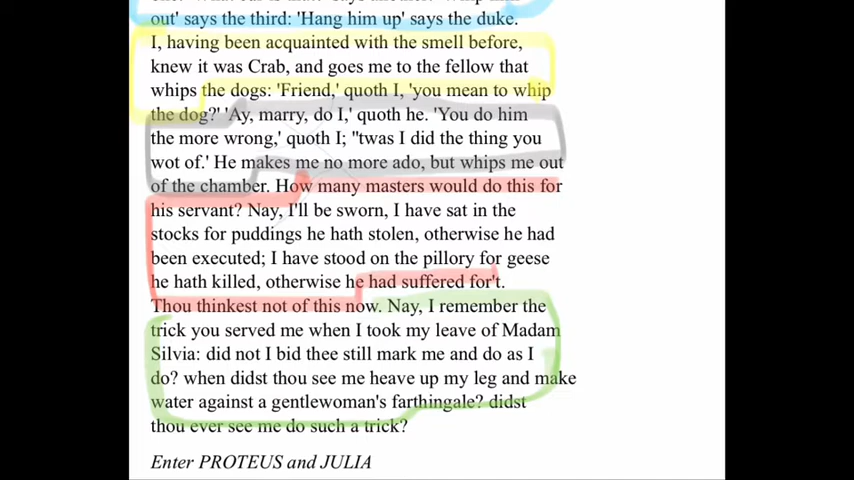 out' says the third: 'Hang him up' says the duke.
I, having been acquainted with the smell before,
knew it was Crab, and goes me to the fellow that
whips the dogs: 'Friend,' quoth I, 'you mean to whip
the dog?' 'Ay, marry, do I,' quoth he. 'You do him
the more wrong,' quoth I; ''twas I did the thing you
wot of.' He makes me no more ado, but whips me out
of the chamber. How many masters would do this for
his servant? Nay, I'll be sworn, I have sat in the
stocks for puddings he hath stolen, otherwise he had
been executed; I have stood on the pillory for geese
he hath killed, otherwise he had suffered for't.
Thou thinkest not of this now. Nay, I remember the
trick you served me when I took my leave of Madam
Silvia: did not I bid thee still mark me and do as I
do? when didst thou see me heave up my leg and make
water against a gentlewoman's farthingale? didst
thou ever see me do such a trick?
Enter PROTEUS and JULIA